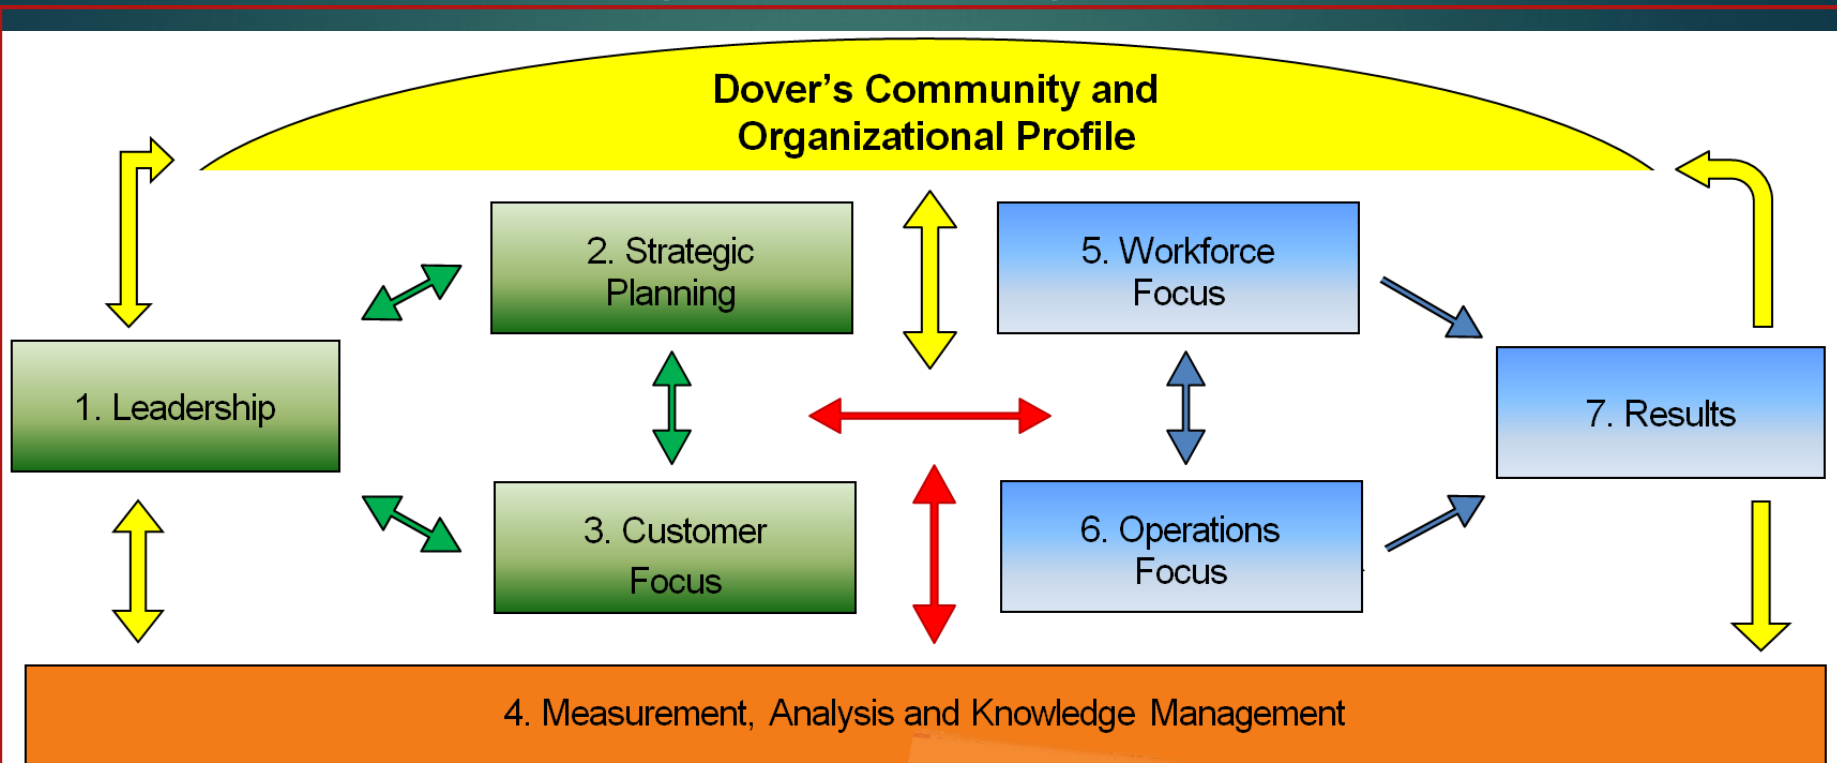 Dover’s Community and
Organizational Profile
2. Strategic
Planning
5. Workforce
Focus
1. Leadership
7. Results
3. Customer
Focus
6. Operations
Focus
4. Measurement, Analysis and Knowledge Management